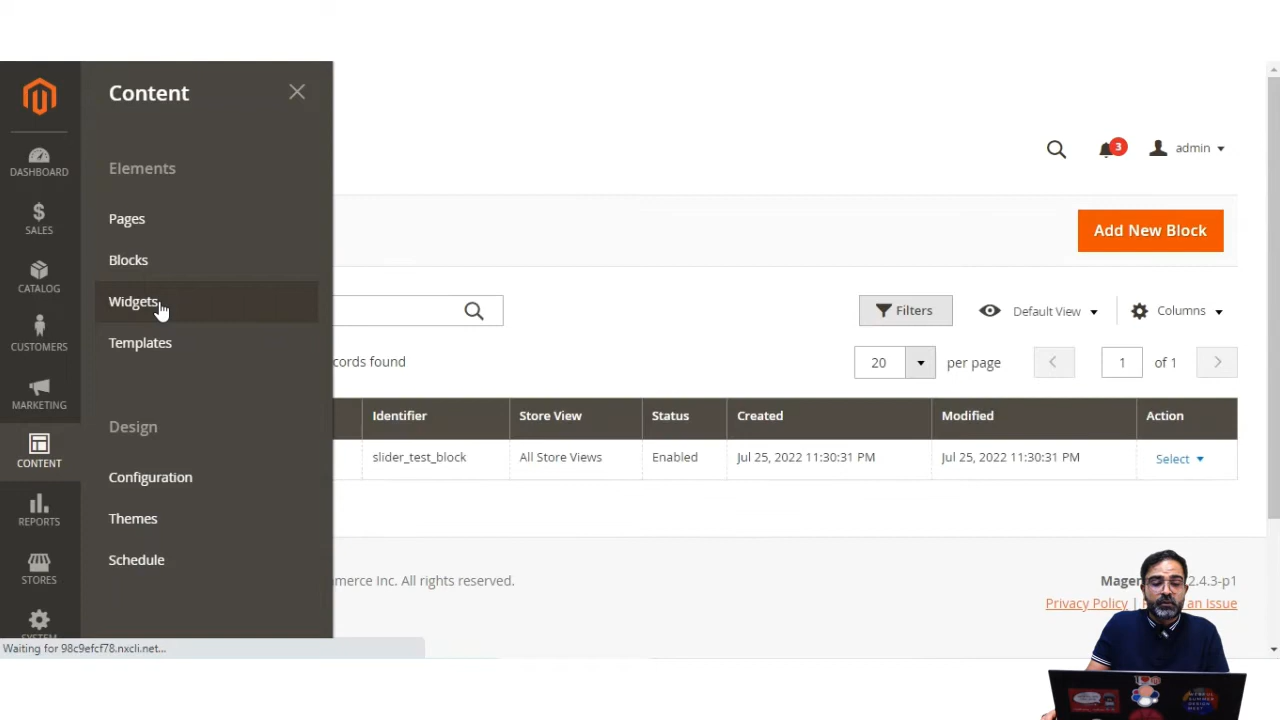 Content
Elements
Pages
Blocks
Widgets
Templates
Design
Configuration
Themes
Schedule
DASHBOARD
$
SALES
CATALOG
CUSTOMERS
MARKETING
CONTENT
REPORTS
STORES
SYSTEM
3
admin
Add New Block
Filters
Default View
Columns
cords found
20
per page
1
of 1
Identifier
Store View
Status
Created
Modified
Action
slider_test_block
All Store Views
Enabled
Jul 25, 2022 11:30:31 PM
Jul 25, 2022 11:30:31 PM
Select
mmerce Inc. All rights reserved.
Magen 2.4.3-p1
Privacy Policy | an Issue
Waiting for 98c9efcf78.nxcli.net...